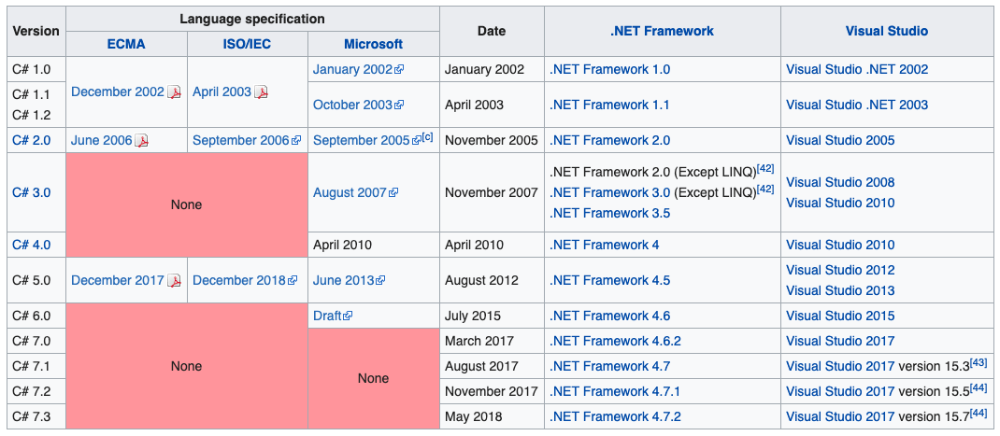 Version
Language specification
Date
.NET Framework
Visual Studio
ECMA
ISO/IEC
Microsoft
C# 1.0
December 2002
April 2003
January 2002
January 2002
.NET Framework 1.0
Visual Studio .NET 2002
C# 1.1
C# 1.2
October 2003
April 2003
.NET Framework 1.1
Visual Studio .NET 2003
C# 2.0
June 2006
September 2006
September 2005[c]
November 2005
.NET Framework 2.0
Visual Studio 2005
C# 3.0
None
August 2007
November 2007
.NET Framework 2.0 (Except LINQ)[42]
.NET Framework 3.0 (Except LINQ)[42]
.NET Framework 3.5
Visual Studio 2008
Visual Studio 2010
C# 4.0
April 2010
April 2010
.NET Framework 4
Visual Studio 2010
C# 5.0
December 2017
December 2018
June 2013
August 2012
.NET Framework 4.5
Visual Studio 2012
Visual Studio 2013
C# 6.0
None
Draft
July 2015
.NET Framework 4.6
Visual Studio 2015
C# 7.0
None
March 2017
.NET Framework 4.6.2
Visual Studio 2017
C# 7.1
August 2017
.NET Framework 4.7
Visual Studio 2017 version 15.3[43]
C# 7.2
November 2017
.NET Framework 4.7.1
Visual Studio 2017 version 15.5[44]
C# 7.3
May 2018
.NET Framework 4.7.2
Visual Studio 2017 version 15.7[44]